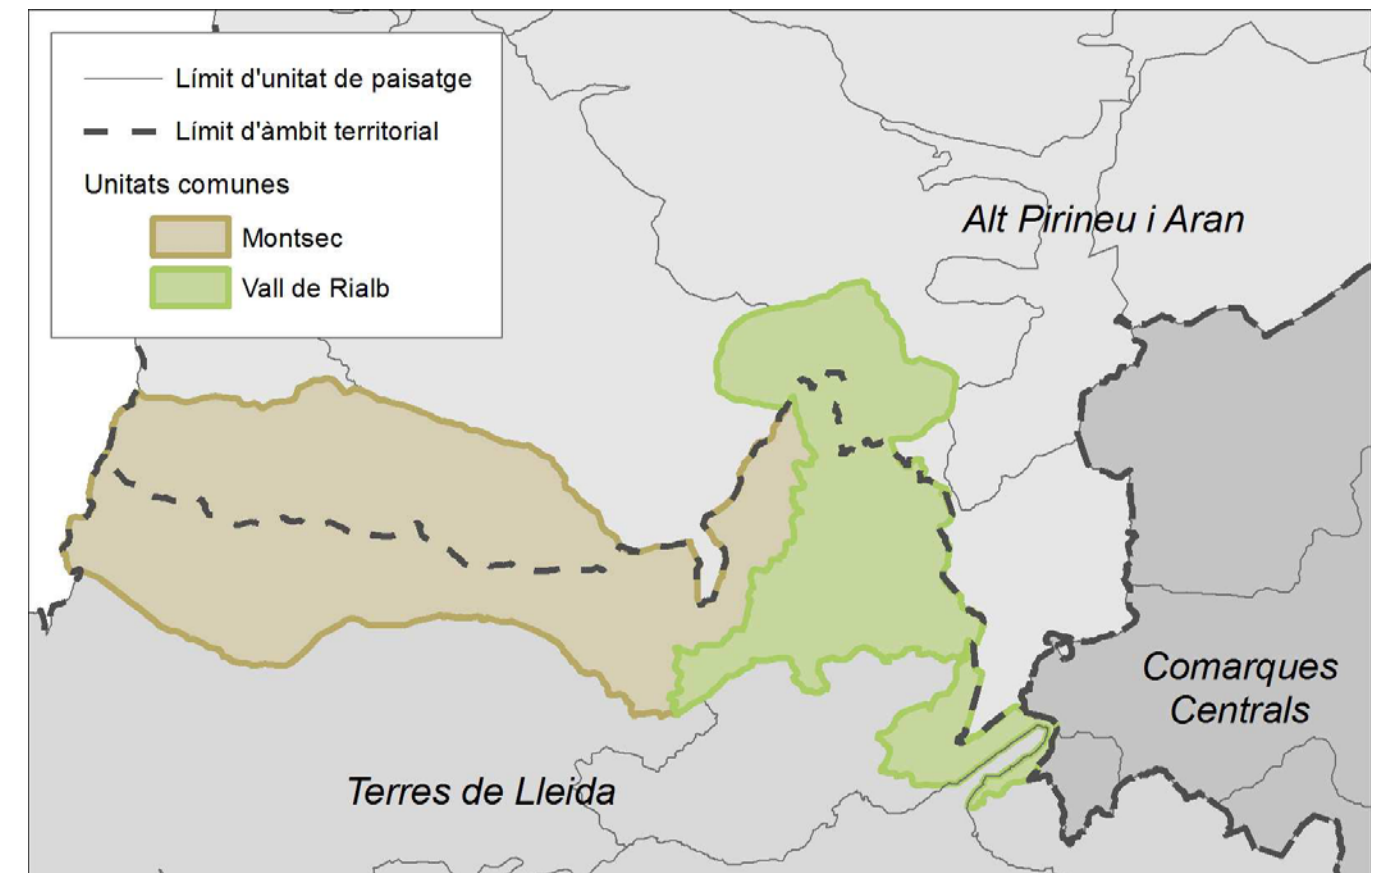 Límit d'unitat de paisatge
Límit d'àmbit territorial
Unitats comunes
Montsec
Vall de Rialb
Alt Pirineu i Aran
Comarques
Centrals
Terres de Lleida